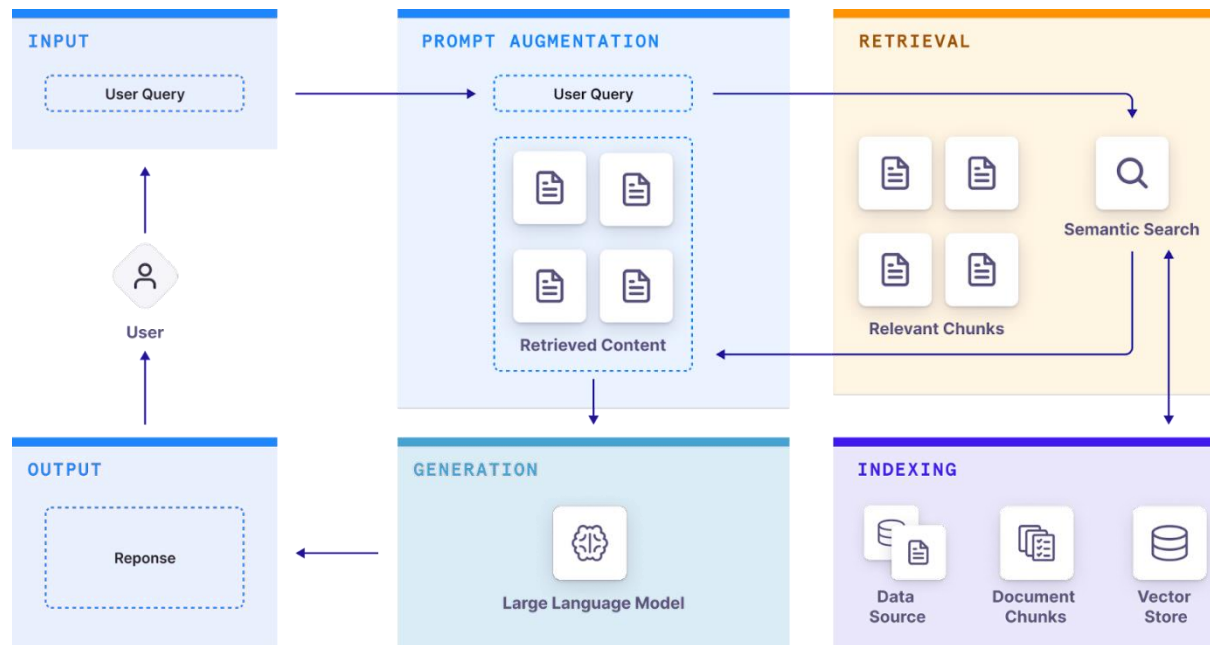 INPUT
User Query
User
OUTPUT
Reponse
PROMPT AUGMENTATION
User Query
Retrieved Content
GENERATION
Large Language Model
RETRIEVAL
Semantic Search
Relevant Chunks
INDEXING
Data
Source
Document
Chunks
Vector
Store